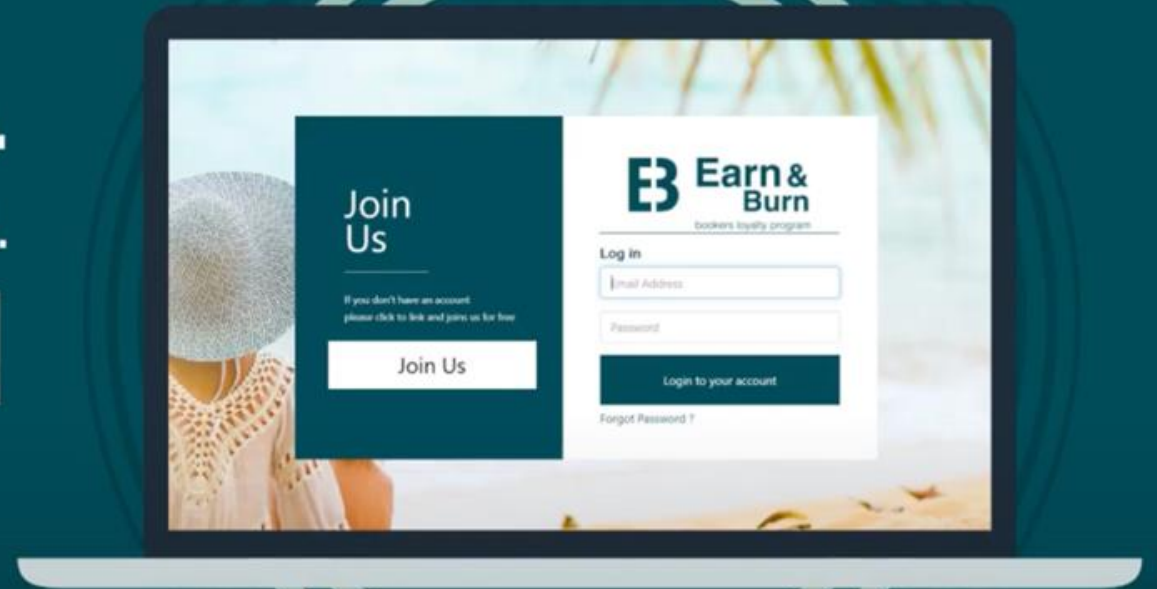 Join
Us
If you don't have an account
please click to link and joins us for free
Join Us
EB Earn &
Burn
bookers loyalty program
Log in
Email Address
Password
Login to your account
Forgot Password ?